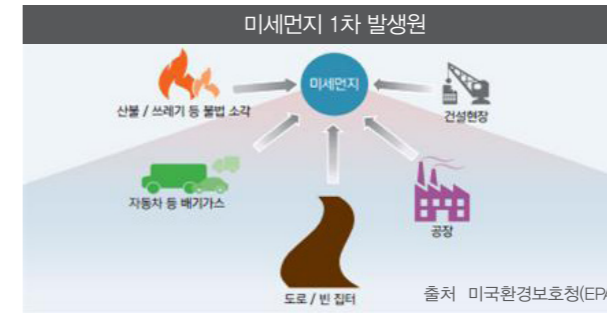 미세먼지 1차 발생원
미세먼지
산불 / 쓰레기 등 불법 소각
건설현장
자동차 등 배기가스
공장
도로 / 빈 집터
출처 미국환경보호청(EPA